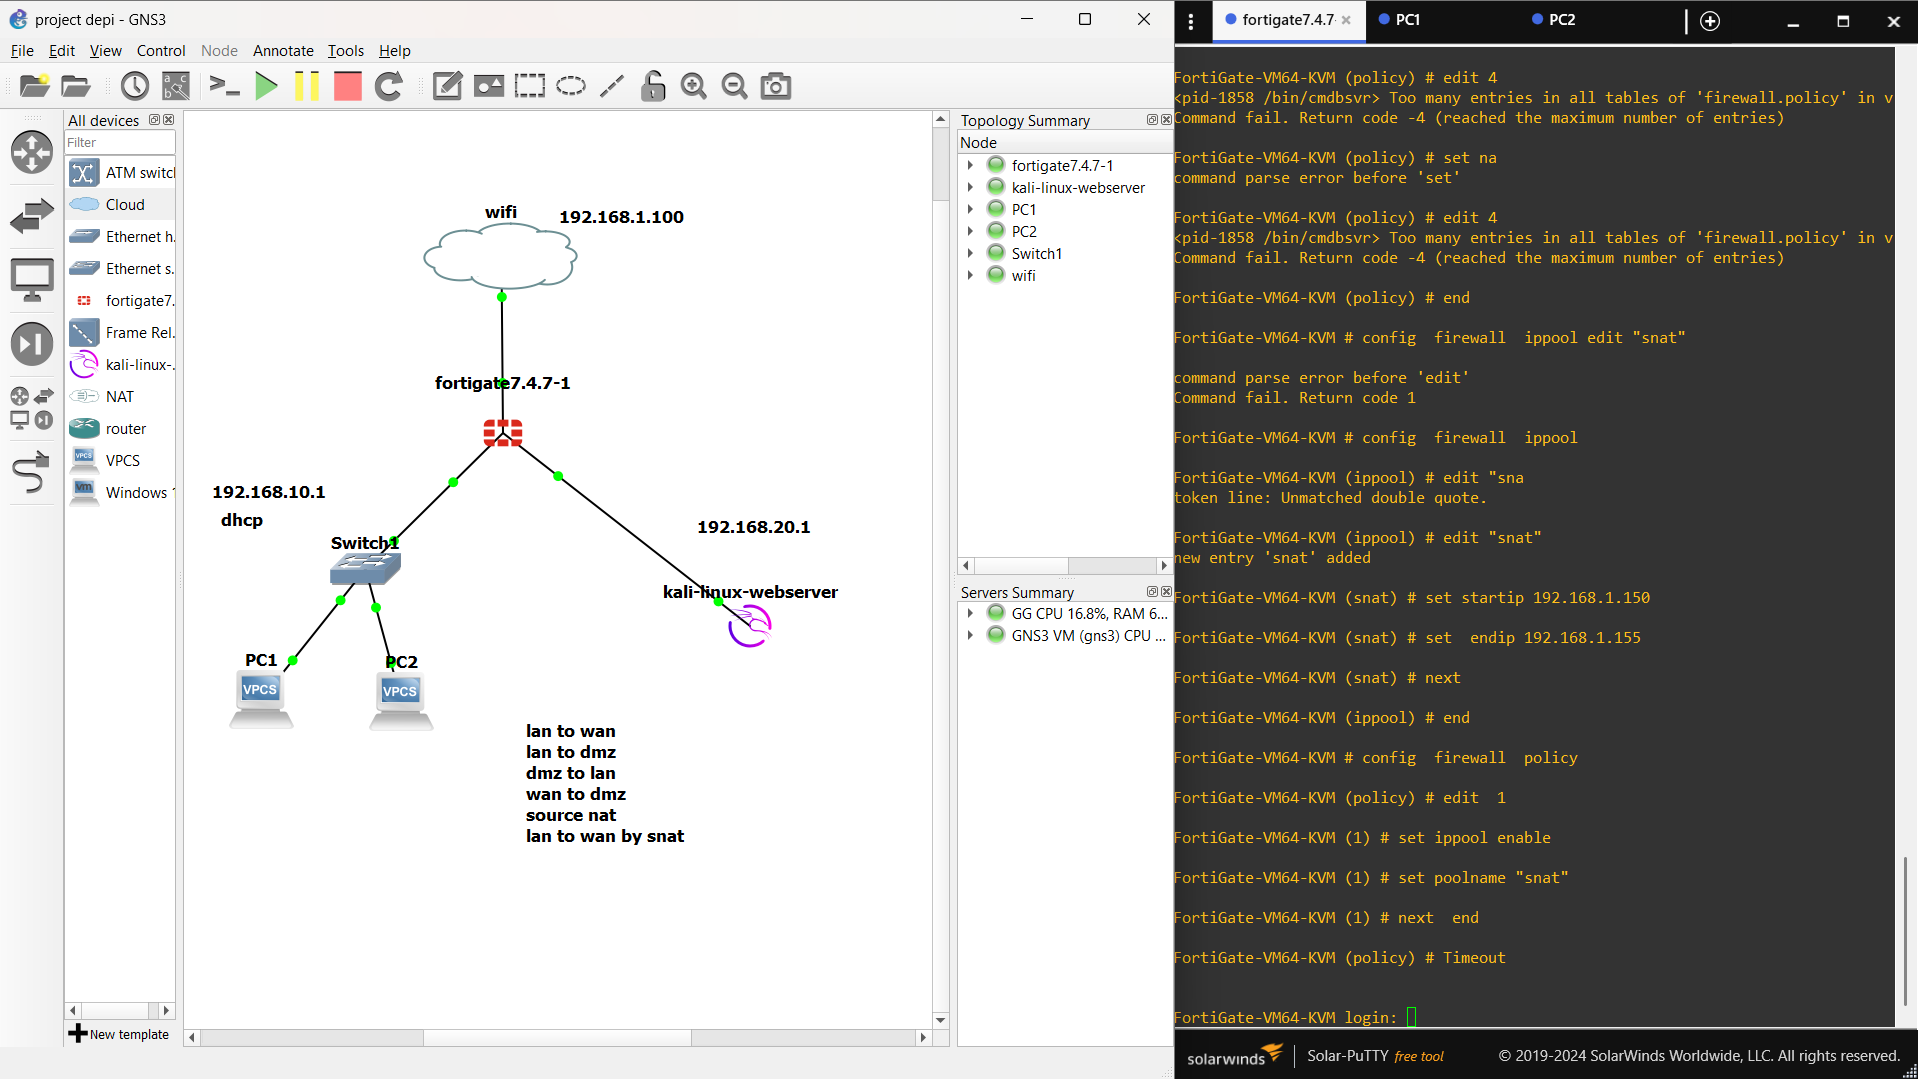 project depi - GNS3
File Edit View Control Node Annotate Tools Help
All devices
Filter
ATM switc
Cloud
Ethernet h.
Ethernet s.
fortigate7.
Frame Rel.
kali-linux-.
NAT
router
VPCS
Windows 1
New template
wifi
192.168.1.100
fortigate7.4.7-1
192.168.10.1
dhcp
Switch1
192.168.20.1
kali-linux-webserver
PC1
PC2
VPCS
VPCS
lan to wan
lan to dmz
dmz to lan
wan to dmz
source nat
lan to wan by snat
Topology Summary
Node
fortigate7.4.7-1
kali-linux-webserver
PC1
PC2
Switch1
wifi
Servers Summary
GG CPU 16.8%, RAM 6...
GNS3 VM (gns3) CPU ...
fortigate7.4.7-
PC1
PC2
FortiGate-VM64-KVM (policy) # edit 4
<pid-1858 /bin/cmdbsvr> Too many entries in all tables of 'firewall.policy' in v
Command fail. Return code -4 (reached the maximum number of entries)
FortiGate-VM64-KVM (policy) # set na
command parse error before 'set'
FortiGate-VM64-KVM (policy) # edit 4
<pid-1858 /bin/cmdbsvr> Too many entries in all tables of 'firewall.policy' in v
Command fail. Return code -4 (reached the maximum number of entries)
FortiGate-VM64-KVM (policy) # end
FortiGate-VM64-KVM # config  firewall  ippool edit "snat"
command parse error before 'edit'
Command fail. Return code 1
FortiGate-VM64-KVM # config  firewall  ippool
FortiGate-VM64-KVM (ippool) # edit "sna
token line: Unmatched double quote.
FortiGate-VM64-KVM (ippool) # edit "snat"
new entry 'snat' added
FortiGate-VM64-KVM (snat) # set startip 192.168.1.150
FortiGate-VM64-KVM (snat) # set  endip 192.168.1.155
FortiGate-VM64-KVM (snat) # next
FortiGate-VM64-KVM (ippool) # end
FortiGate-VM64-KVM # config  firewall  policy
FortiGate-VM64-KVM (policy) # edit  1
FortiGate-VM64-KVM (1) # set ippool enable
FortiGate-VM64-KVM (1) # set poolname "snat"
FortiGate-VM64-KVM (1) # next  end
FortiGate-VM64-KVM (policy) # Timeout
FortiGate-VM64-KVM login:
solarwinds
Solar-PuTTY free tool
© 2019-2024 SolarWinds Worldwide, LLC. All rights reserved.